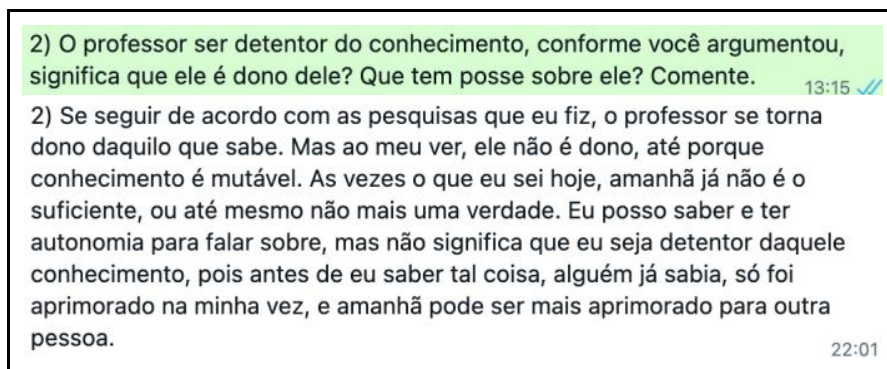 2) O professor ser detentor do conhecimento, conforme você argumentou,
significa que ele é dono dele? Que tem posse sobre ele? Comente.
13:15
2) Se seguir de acordo com as pesquisas que eu fiz, o professor se torna
dono daquilo que sabe. Mas ao meu ver, ele não é dono, até porque
conhecimento é mutável. As vezes o que eu sei hoje, amanhã já não é o
suficiente, ou até mesmo não mais uma verdade. Eu posso saber e ter
autonomia para falar sobre, mas não significa que eu seja detentor daquele
conhecimento, pois antes de eu saber tal coisa, alguém já sabia, só foi
aprimorado na minha vez, e amanhã pode ser mais aprimorado para outra
pessoa.
22:01